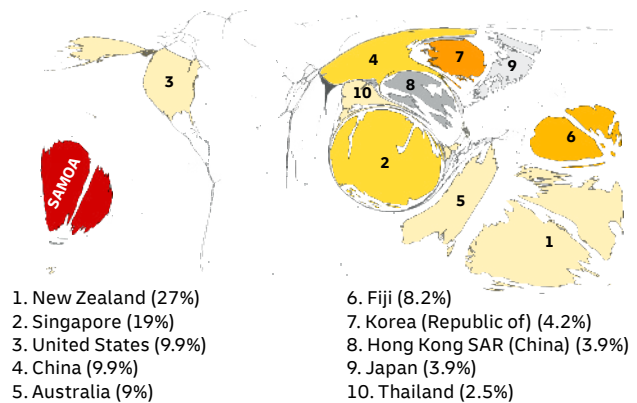 4
7
9
3
10
8
6
SAMOA
2
5
1
1. New Zealand (27%)
2. Singapore (19%)
3. United States (9.9%)
4. China (9.9%)
5. Australia (9%)
6. Fiji (8.2%)
7. Korea (Republic of) (4.2%)
8. Hong Kong SAR (China) (3.9%)
9. Japan (3.9%)
10. Thailand (2.5%)